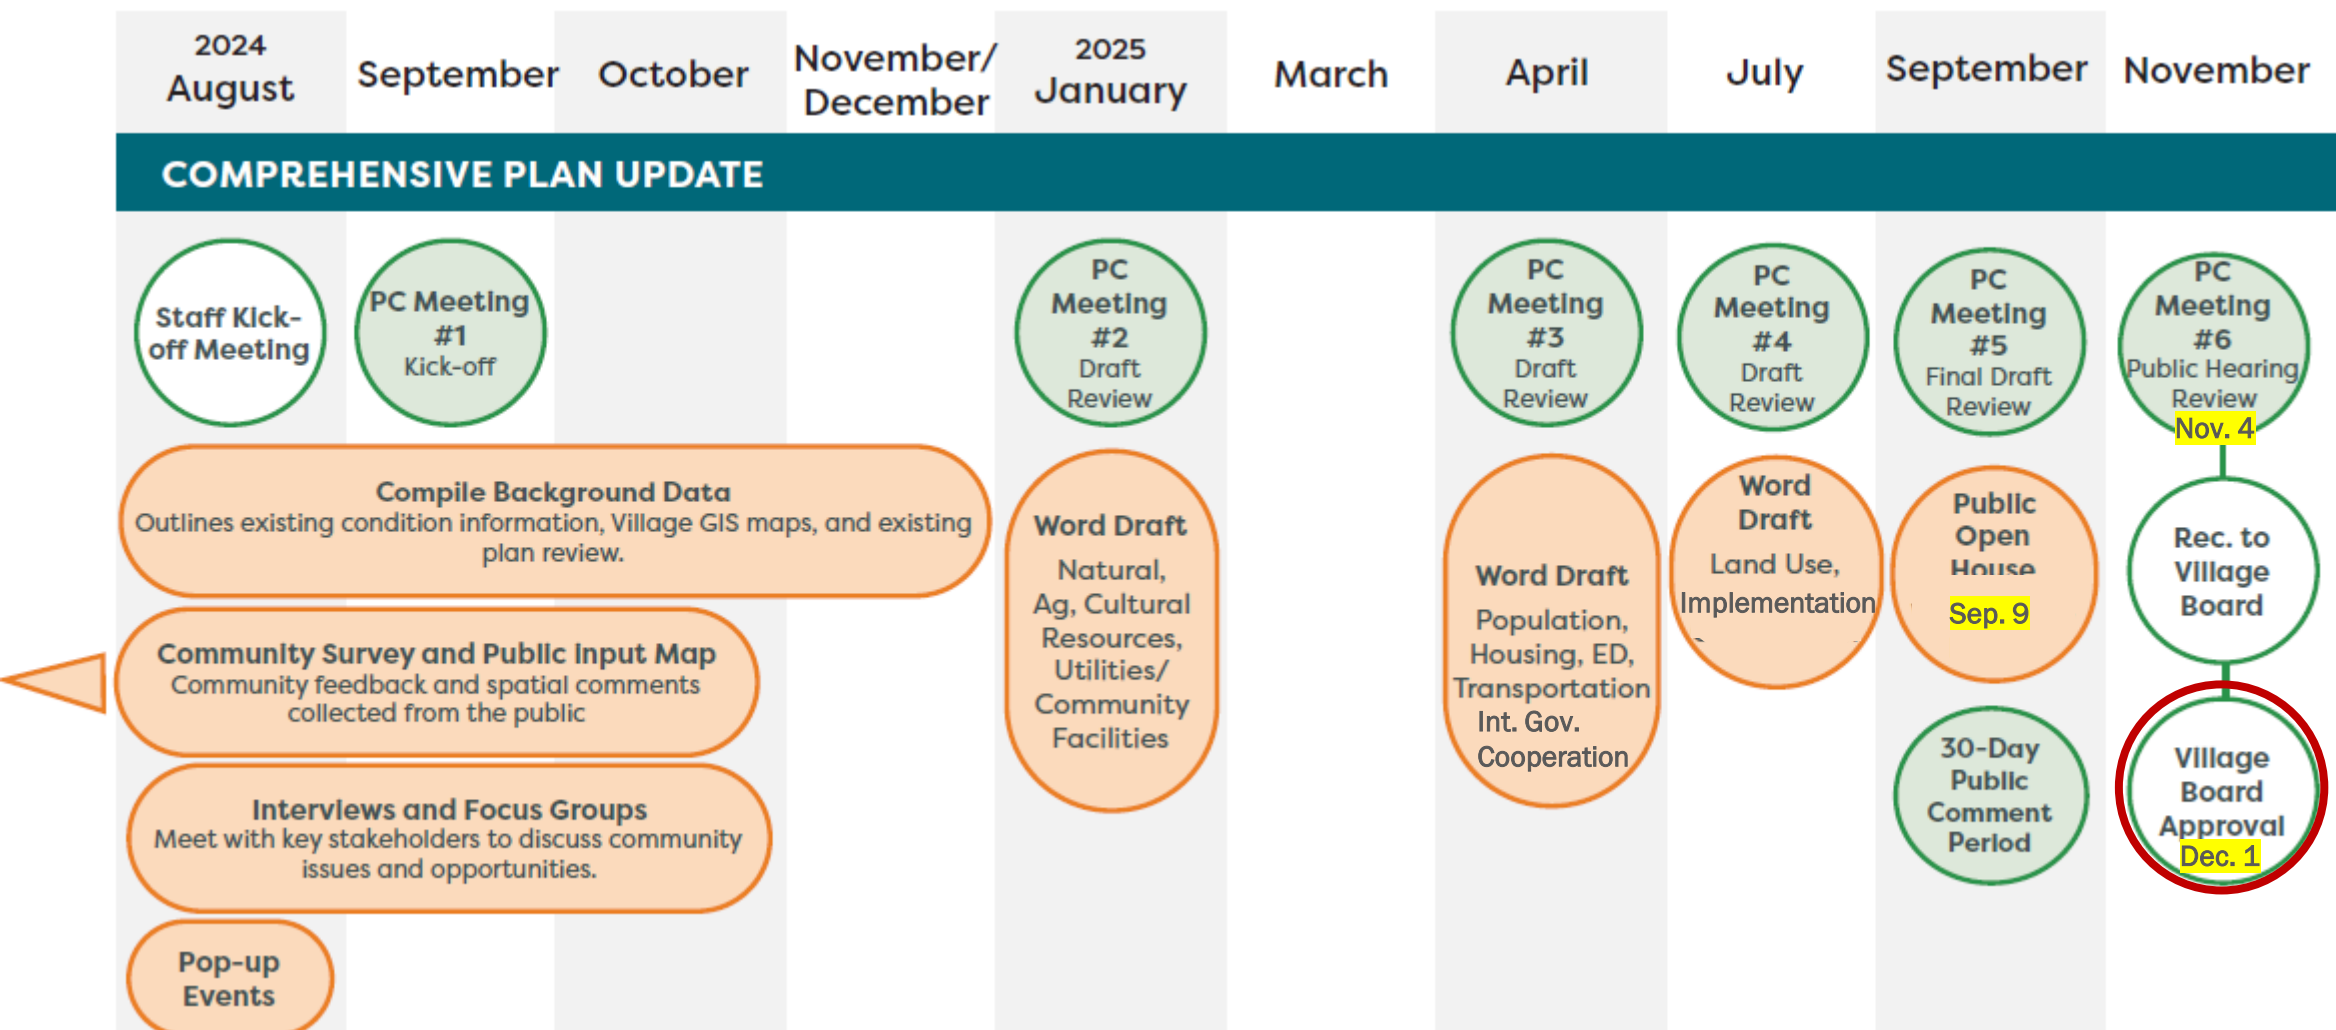 2024
August
September
October
November/
December
2025
January
March
April
July
September
November
COMPREHENSIVE PLAN UPDATE
Staff Kick-
off Meeting
PC Meeting
#1
Kick-off
PC
Meeting
#2
Draft
Review
PC
Meeting
#3
Draft
Review
PC
Meeting
#4
Draft
Review
PC
Meeting
#5
Final Draft
Review
PC
Meeting
#6
Public Hearing
Review
Nov. 4
Compile Background Data
Outlines existing condition information, Village GIS maps, and existing
plan review.
Community Survey and Public Input Map
Community feedback and spatial comments
collected from the public
Interviews and Focus Groups
Meet with key stakeholders to discuss community
issues and opportunities.
Pop-up
Events
Word Draft
Natural,
Ag, Cultural
Resources,
Utilities/
Community
Facilities
Word Draft
Population,
Housing, ED,
Transportation
Int. Gov.
Cooperation
Word
Draft
Land Use,
Implementation
Public
Open
House
Sep. 9
30-Day
Public
Comment
Period
Rec. to
Village
Board
Village
Board
Approval
Dec. 1